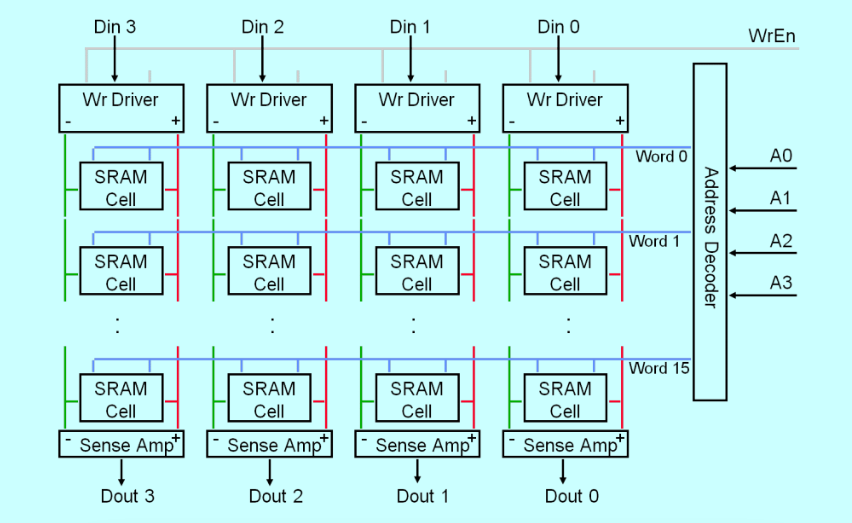 Din 3 Din 2 Din 1 Din 0
WrEn
Wr Driver Wr Driver Wr Driver Wr Driver
- + - + - + - +
Word 0
SRAM Cell SRAM Cell SRAM Cell SRAM Cell
Word 1
SRAM Cell SRAM Cell SRAM Cell SRAM Cell
: : : :
Word 15
SRAM Cell SRAM Cell SRAM Cell SRAM Cell
- Sense Amp + - Sense Amp + - Sense Amp + - Sense Amp +
Dout 3 Dout 2 Dout 1 Dout 0
Address Decoder
A0
A1
A2
A3